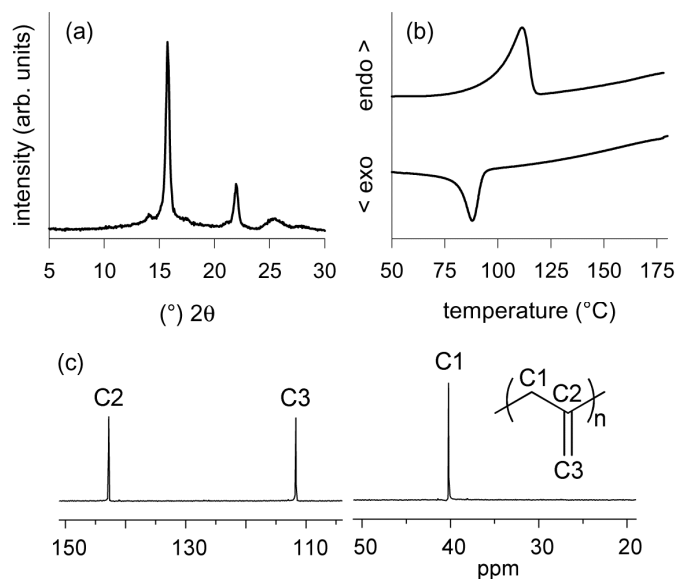 (a)
intensity (arb. units)
5 10 15 20 25 30
(°) 2θ
(b)
< exo endo >
50 75 100 125 150 175
temperature (°C)
(c)
C2
C3
C1
C1
C2
n
C3
150 130 110
50 40 30 20
ppm